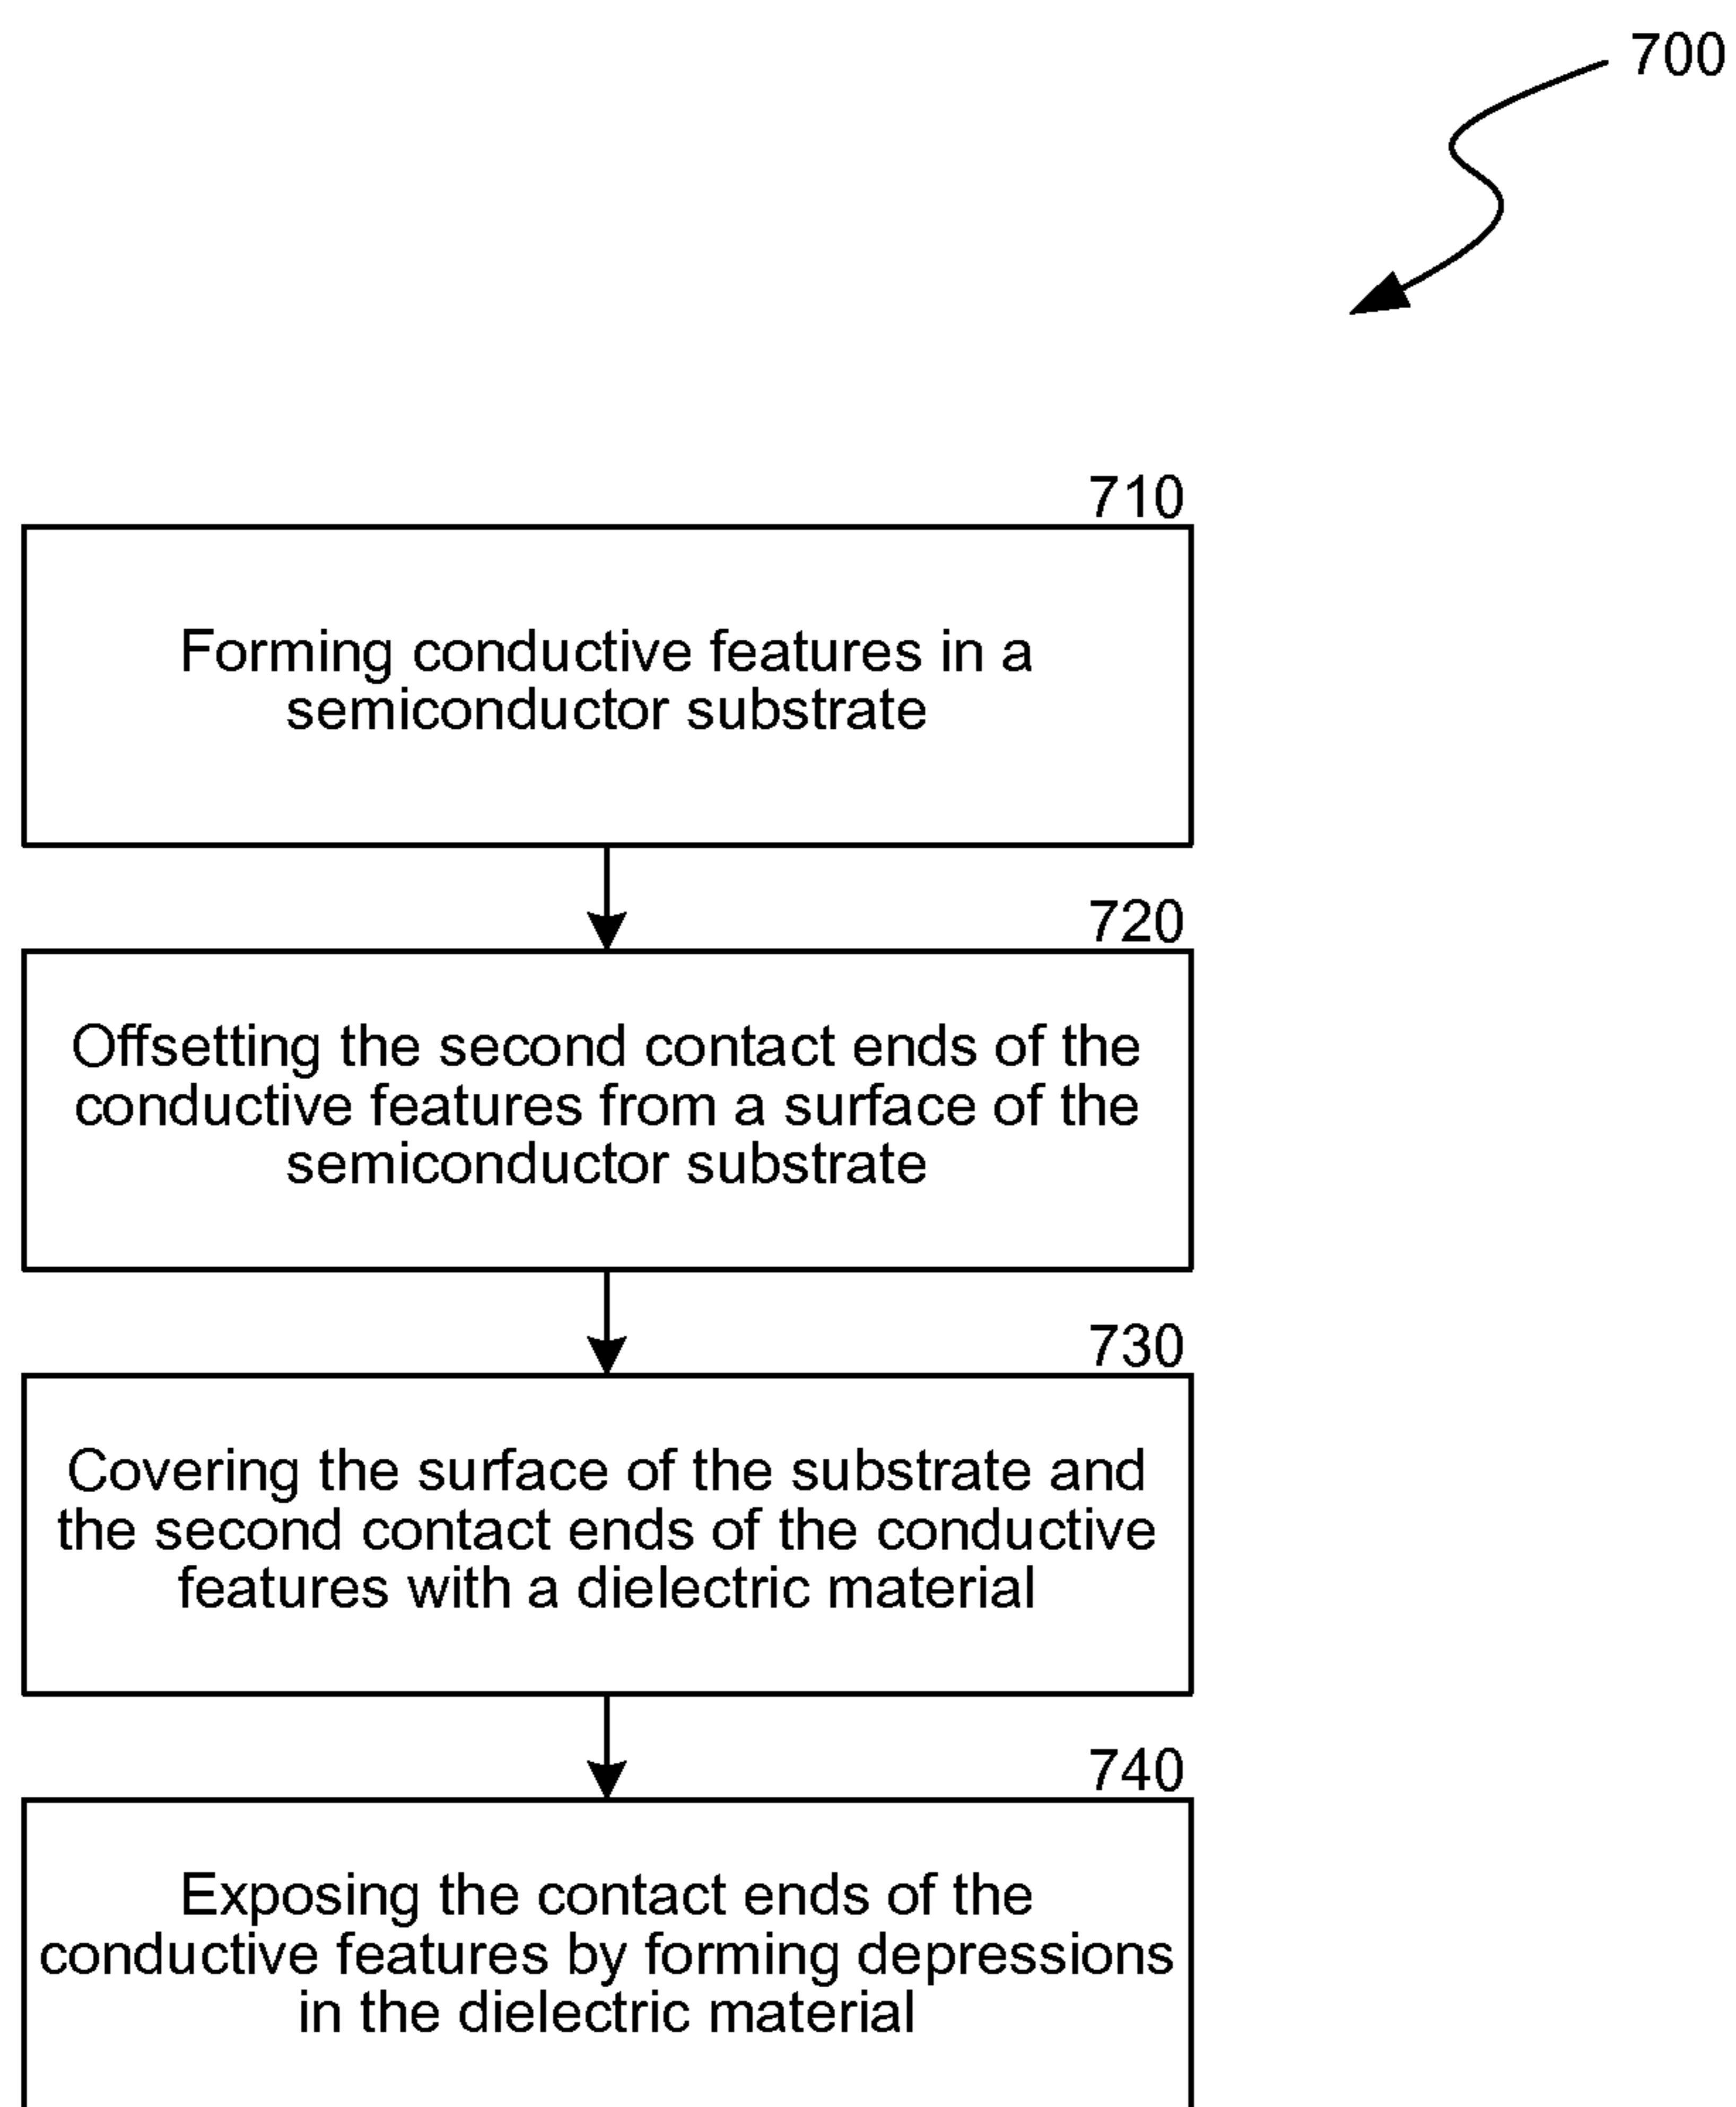 700
710
Forming conductive features in a
semiconductor substrate
720
Offsetting the second contact ends of the
conductive features from a surface of the
semiconductor substrate
730
Covering the surface of the substrate and
the second contact ends of the conductive
features with a dielectric material
740
Exposing the contact ends of the
conductive features by forming depressions
in the dielectric material